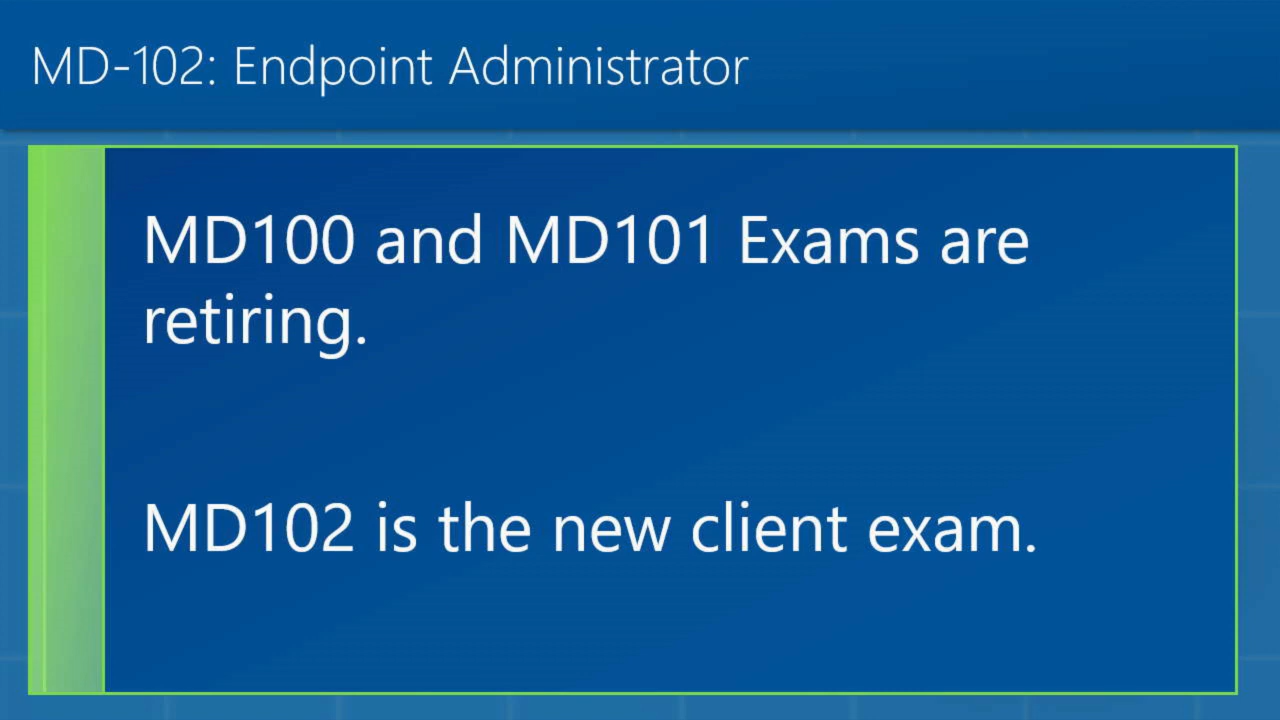 MD-102: Endpoint Administrator
MD100 and MD101 Exams are
retiring.
MD102 is the new client exam.